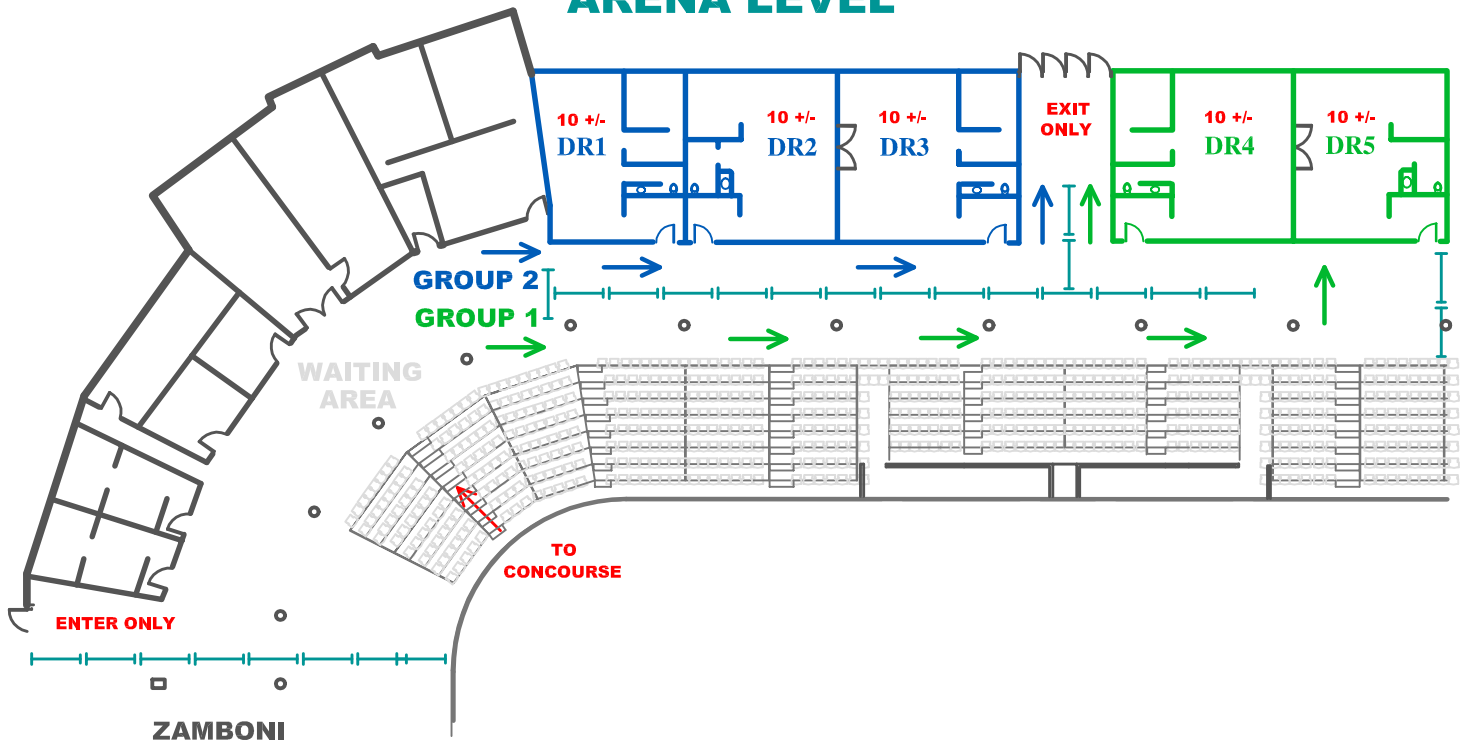 ARENA LEVEL
10 +/-
DR1
10 +/-
DR2
10 +/-
DR3
EXIT
ONLY
10 +/-
DR4
10 +/-
DR5
GROUP 2
GROUP 1
WAITING
AREA
TO
CONCOURSE
ENTER ONLY
ZAMBONI